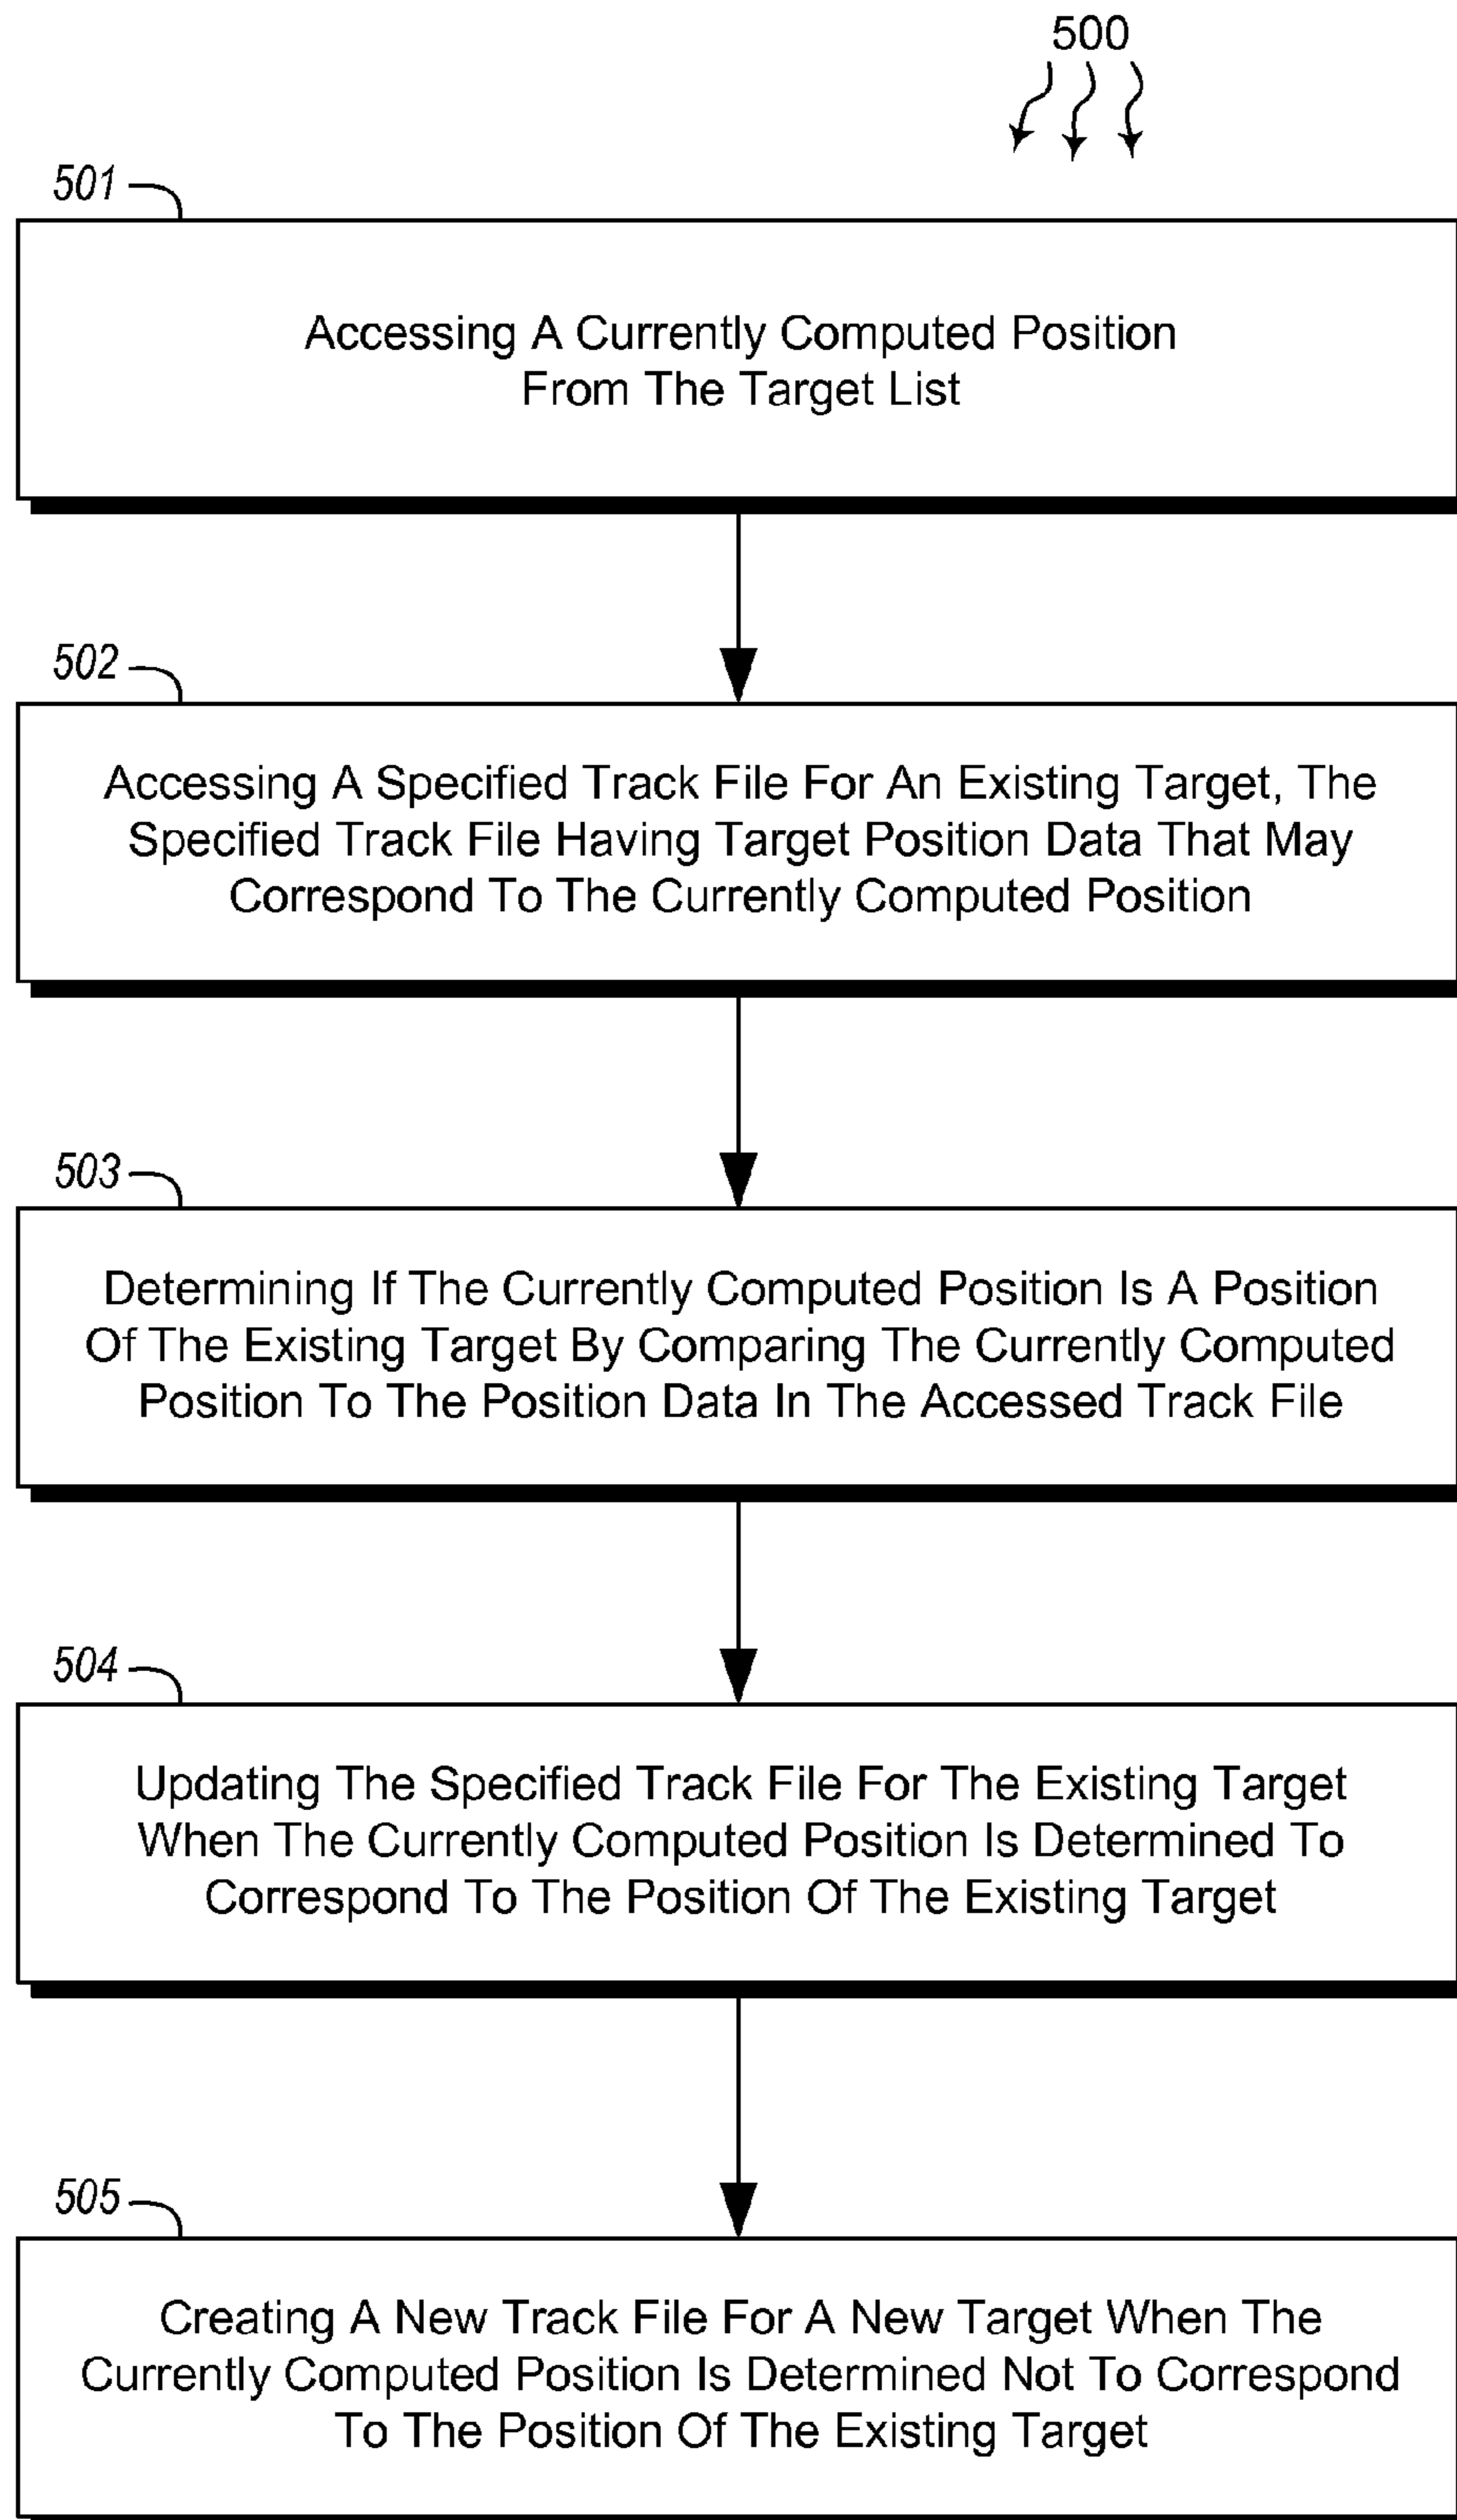 500
501
Accessing A Currently Computed Position
From The Target List
502
Accessing A Specified Track File For An Existing Target, The
Specified Track File Having Target Position Data That May
Correspond To The Currently Computed Position
503
Determining If The Currently Computed Position Is A Position
Of The Existing Target By Comparing The Currently Computed
Position To The Position Data In The Accessed Track File
504
Updating The Specified Track File For The Existing Target
When The Currently Computed Position Is Determined To
Correspond To The Position Of The Existing Target
505
Creating A New Track File For A New Target When The
Currently Computed Position Is Determined Not To Correspond
To The Position Of The Existing Target